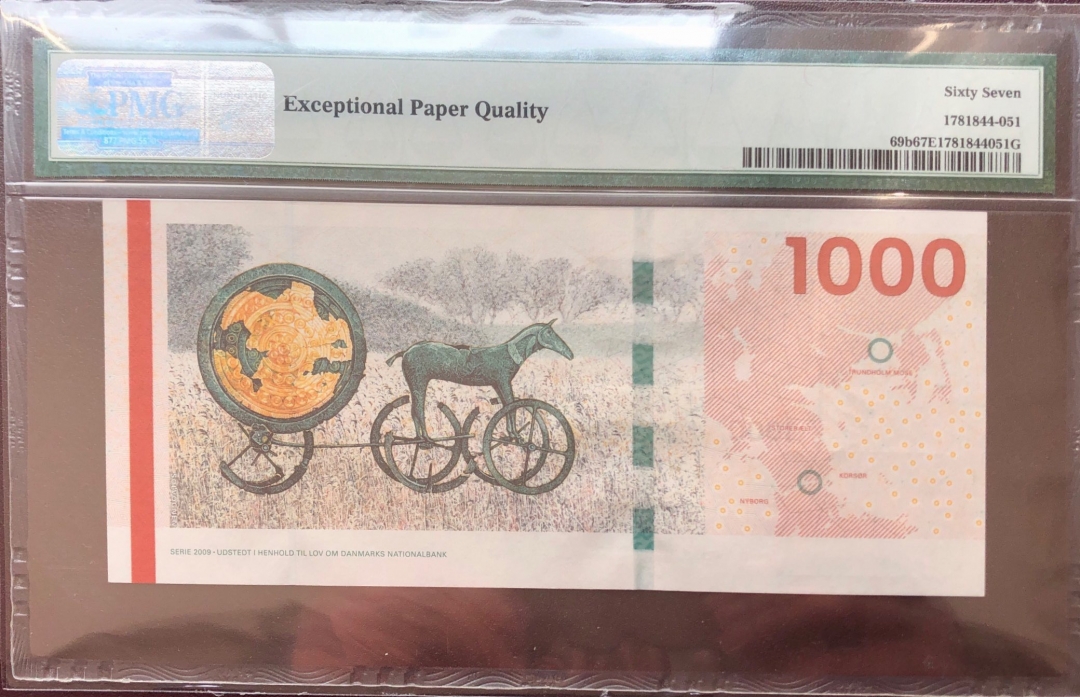 PMG
Exceptional Paper Quality
Sixty Seven
1781844-051
69b67E1781844051G
1000
TRUNDHOLM MOSE
KORSØR
NYBORG
SERIE 2009 • UDSTEDT I HENHOLD TIL LOV OM DANMARKS NATIONALBANK